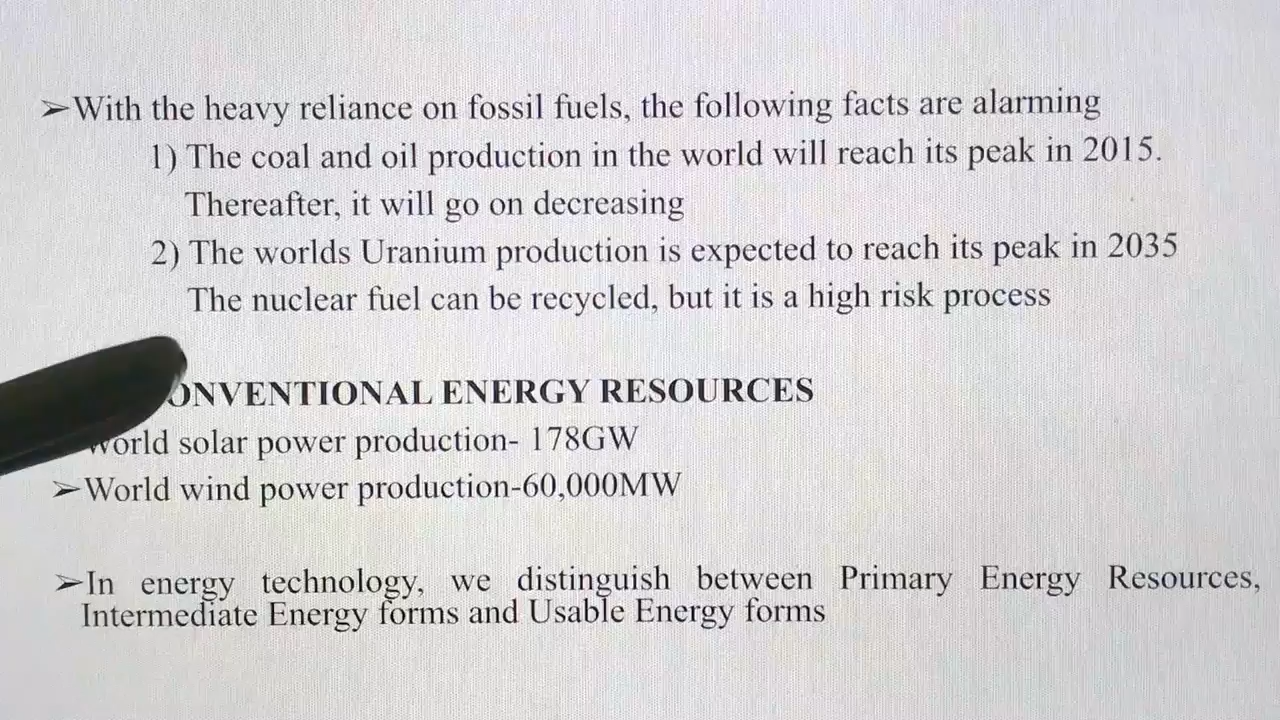 ➢With the heavy reliance on fossil fuels, the following facts are alarming
1) The coal and oil production in the world will reach its peak in 2015.
Thereafter, it will go on decreasing
2) The worlds Uranium production is expected to reach its peak in 2035
The nuclear fuel can be recycled, but it is a high risk process
ENERGY RESOURCES
solar power production- 178GW
➢World wind power production-60,000MW
➢In energy technology, we distinguish between Primary Energy Resources,
Intermediate Energy forms and Usable Energy forms